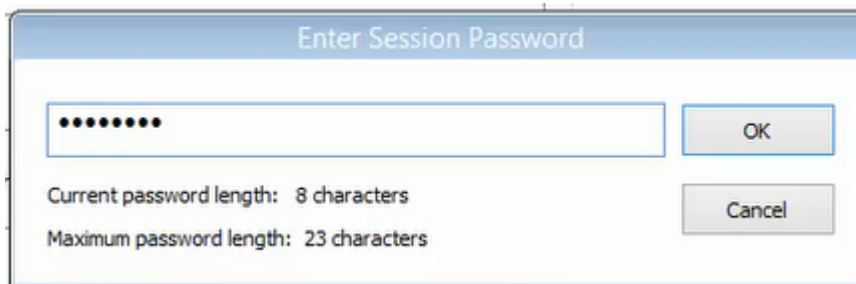 Enter Session Password
••••••••
OK
Current password length: 8 characters
Cancel
Maximum password length: 23 characters